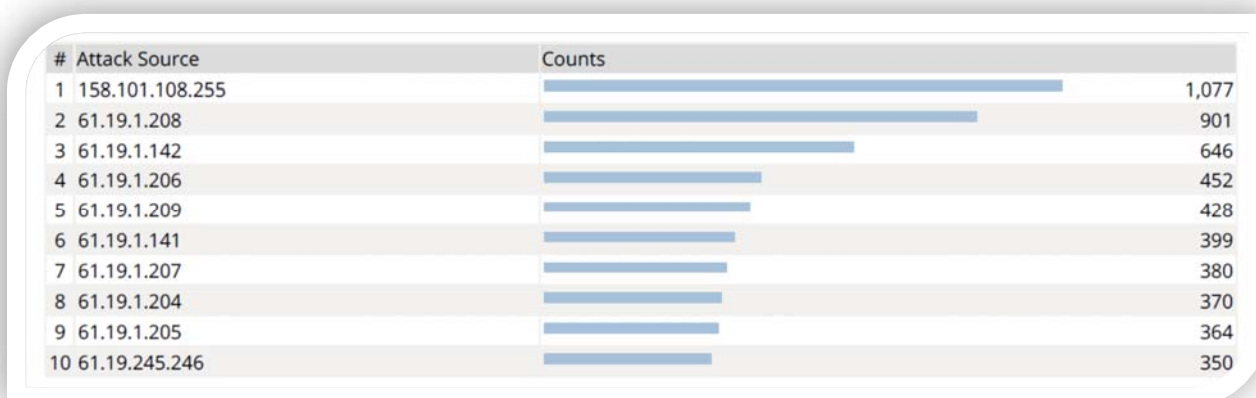 # Attack Source Counts
1 158.101.108.255 1,077
2 61.19.1.208 901
3 61.19.1.142 646
4 61.19.1.206 452
5 61.19.1.209 428
6 61.19.1.141 399
7 61.19.1.207 380
8 61.19.1.204 370
9 61.19.1.205 364
10 61.19.245.246 350